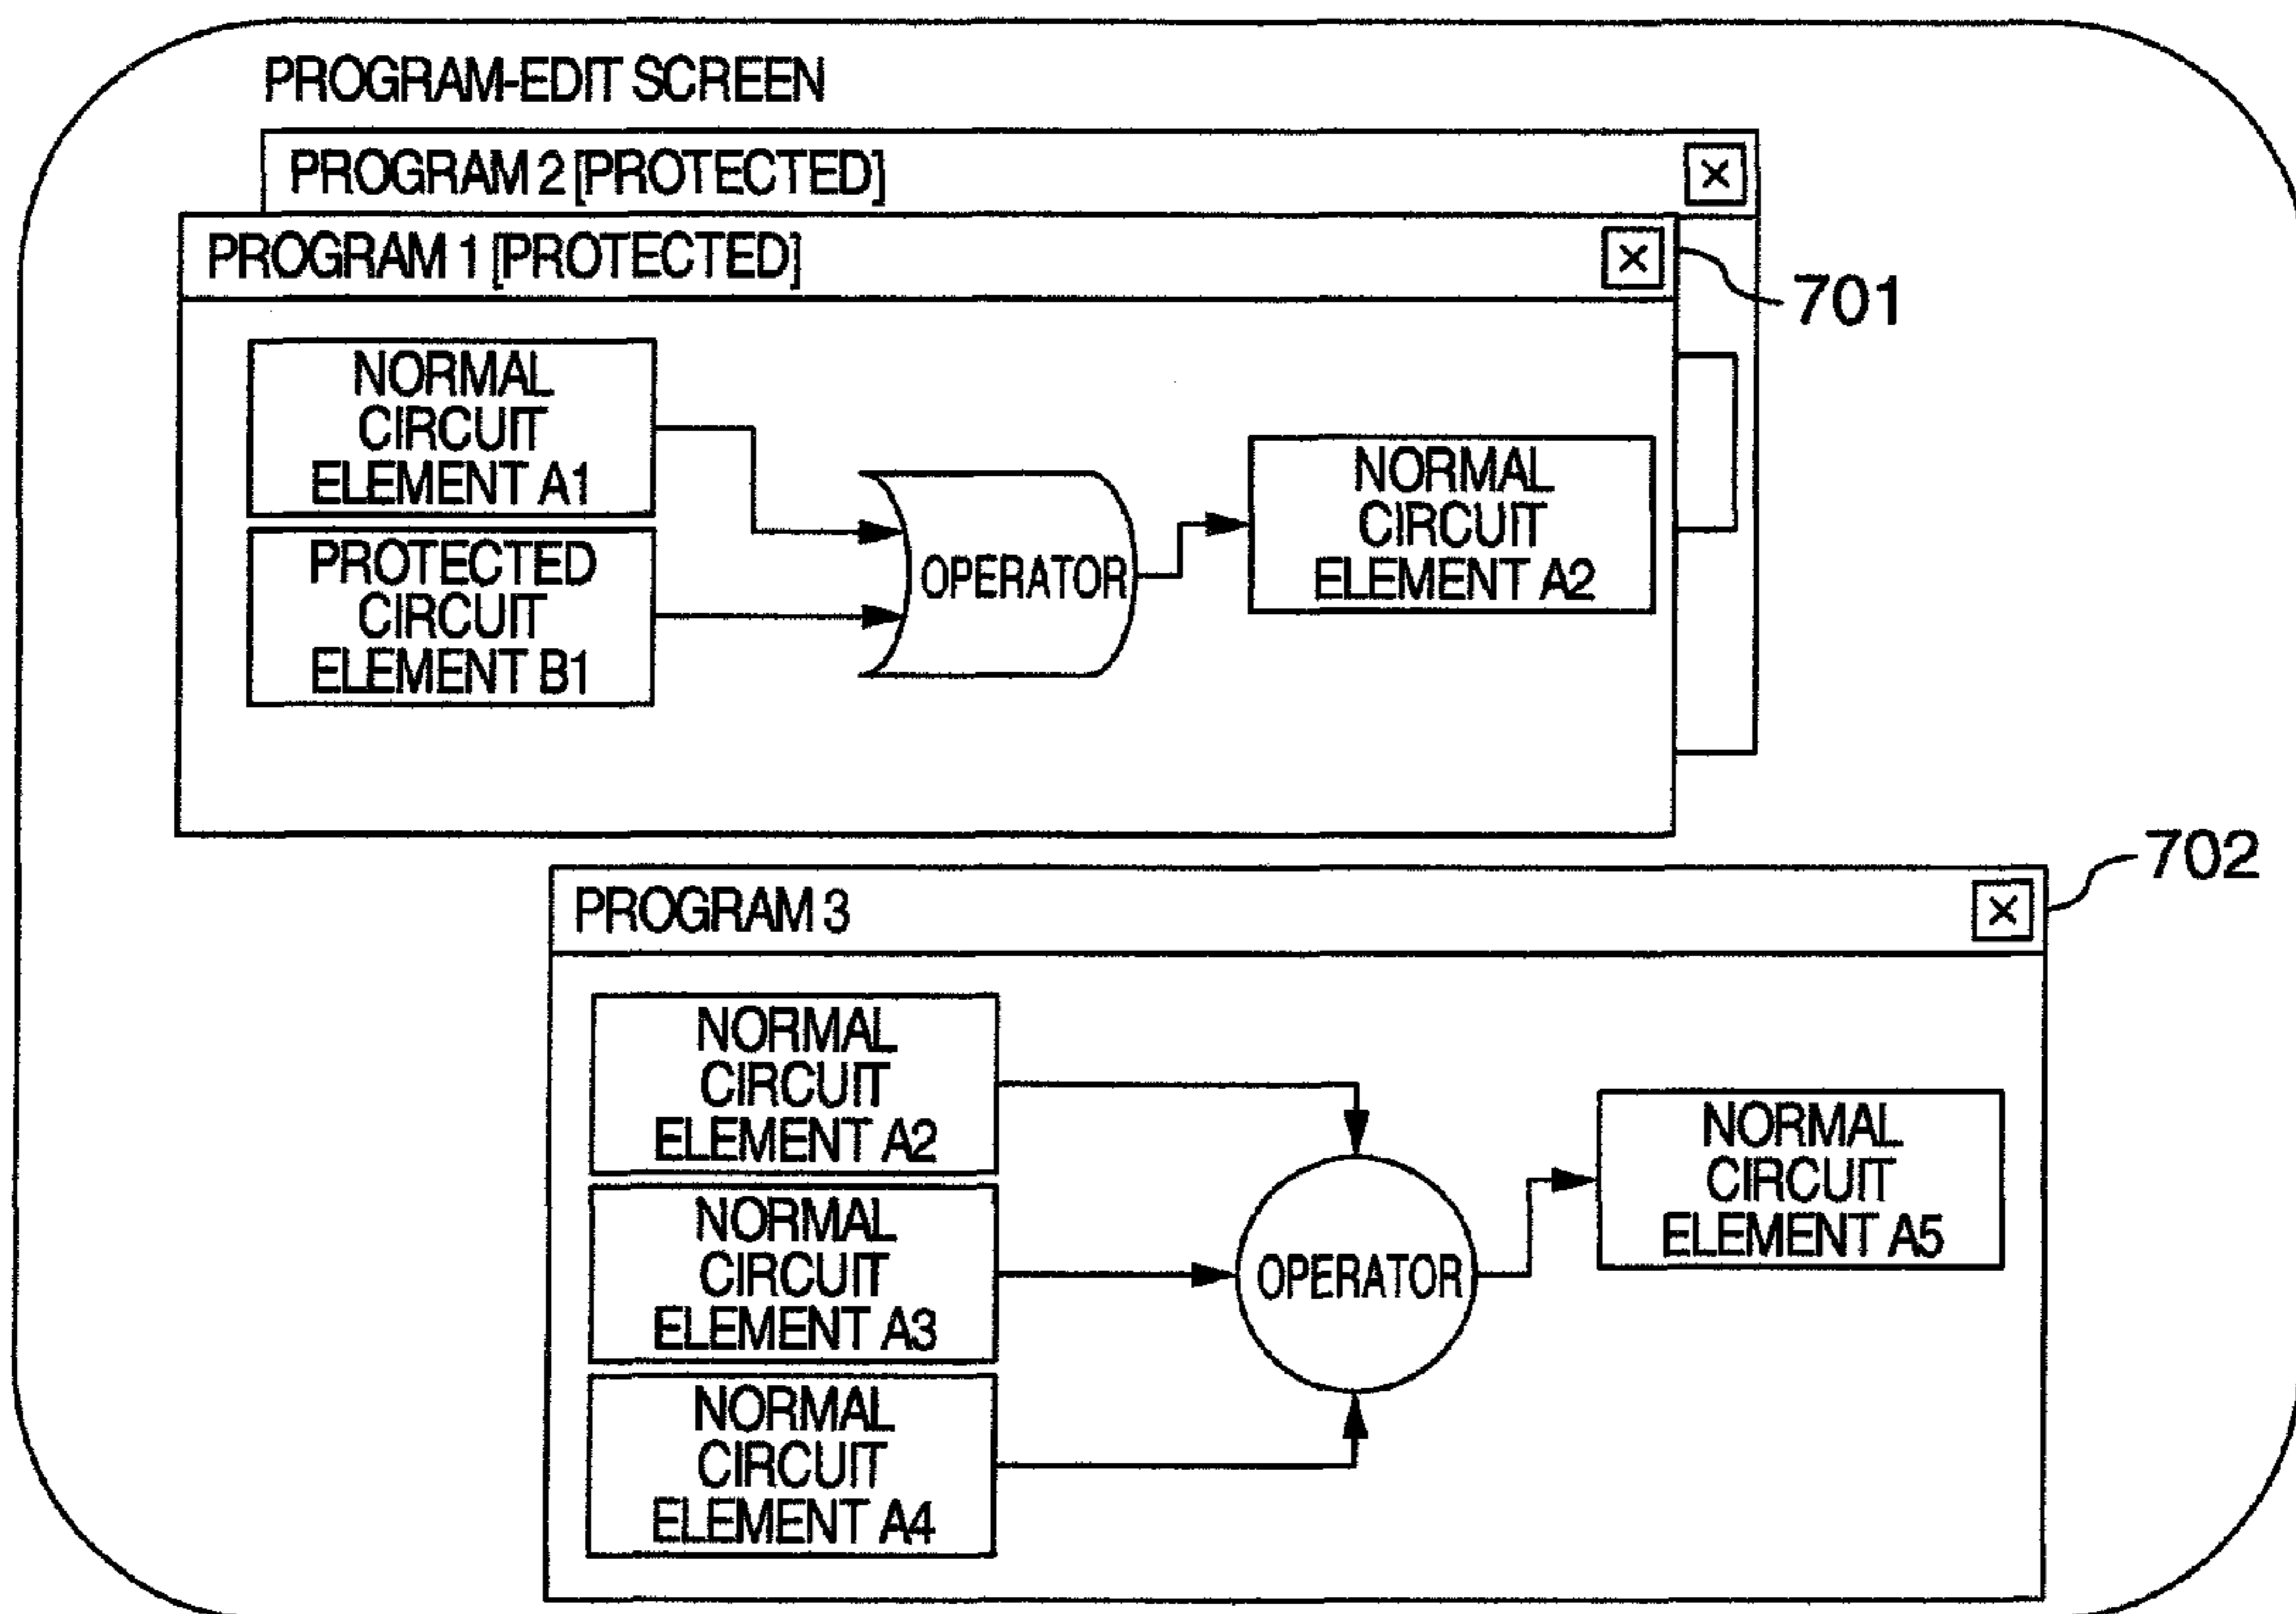 PROGRAM-EDIT SCREEN
PROGRAM 2 [PROTECTED]
×
PROGRAM 1 [PROTECTED]
×
701
NORMAL
CIRCUIT
ELEMENT A1
PROTECTED
CIRCUIT
ELEMENT B1
OPERATOR
NORMAL
CIRCUIT
ELEMENT A2
702
PROGRAM 3
×
NORMAL
CIRCUIT
ELEMENT A2
NORMAL
CIRCUIT
ELEMENT A3
NORMAL
CIRCUIT
ELEMENT A4
OPERATOR
NORMAL
CIRCUIT
ELEMENT A5